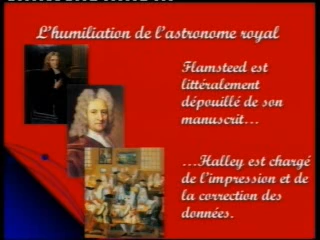 L'humiliation de l'astronome royal
Flamsteed est
littéralement
dépouillé de son
manuscrit...
...Halley est chargé
de l'impression et de
la correction des
données.